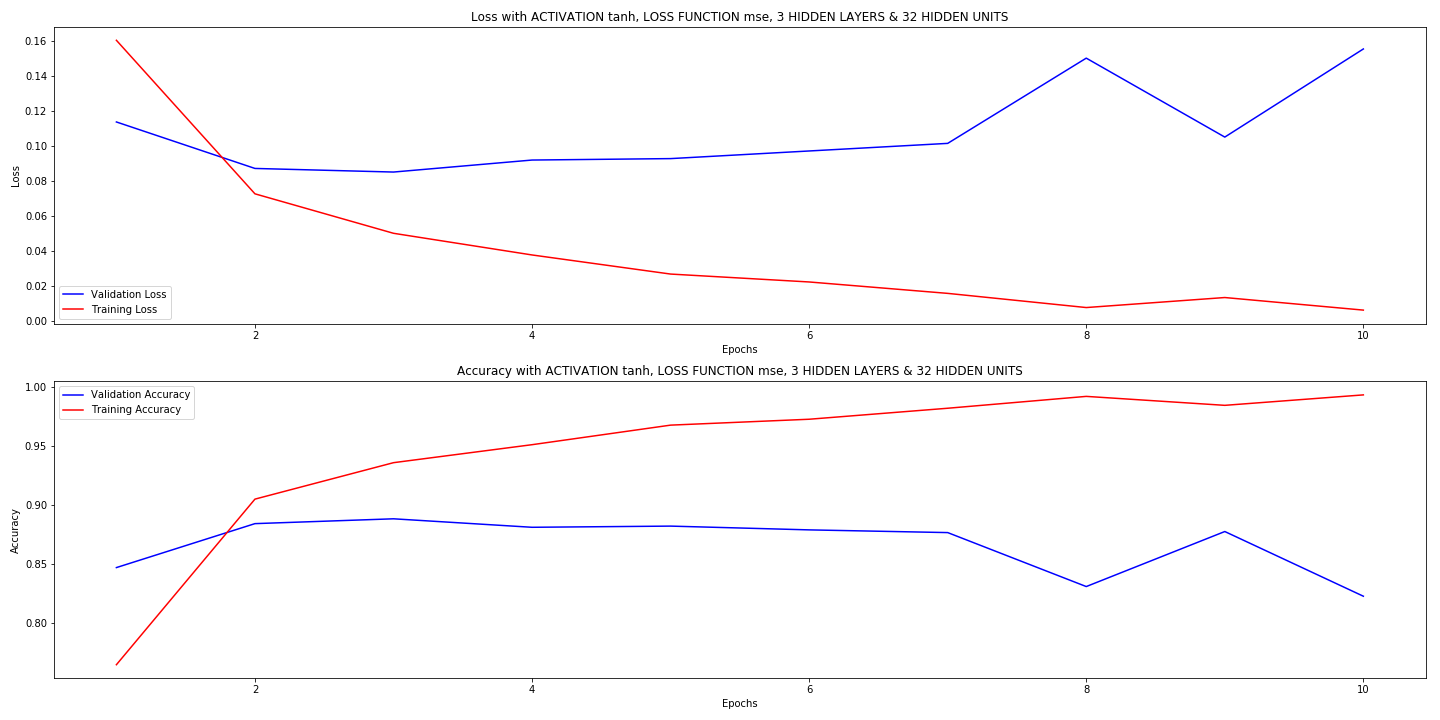 Loss with ACTIVATION tanh, LOSS FUNCTION mse, 3 HIDDEN LAYERS & 32 HIDDEN UNITS
0.16
0.14
0.12
0.10
0.08
0.06
0.04
0.02
0.00
Loss
Validation Loss
Training Loss
2
4
6
8
10
Epochs
Accuracy with ACTIVATION tanh, LOSS FUNCTION mse, 3 HIDDEN LAYERS & 32 HIDDEN UNITS
1.00
0.95
0.90
0.85
0.80
Accuracy
Validation Accuracy
Training Accuracy
2
4
6
8
10
Epochs